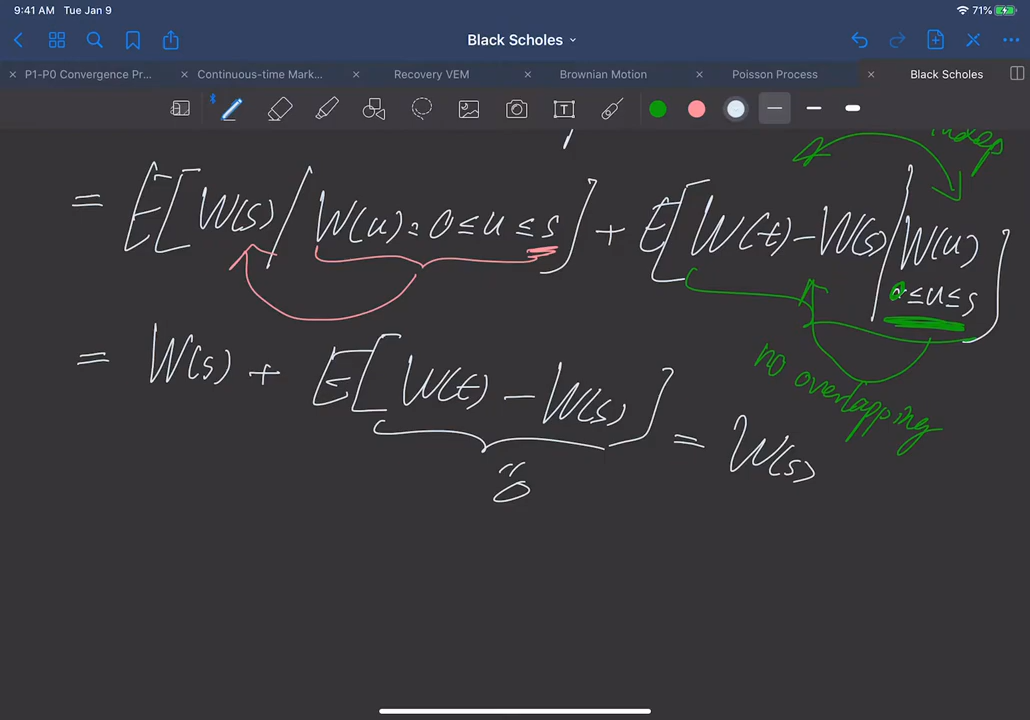 9:41 AM Tue Jan 9
71%
Black Scholes
P1-P0 Convergence Pr...
Continuous-time Mark...
Recovery VEM
Brownian Motion
Poisson Process
Black Scholes
indep
= E[W(s) | W(u): 0≤u≤s] + E[W(t)-W(s) | W(u)
0≤u≤s]
no overlapping
= W(s) + E[W(t) - W(s)] = W(s)
0